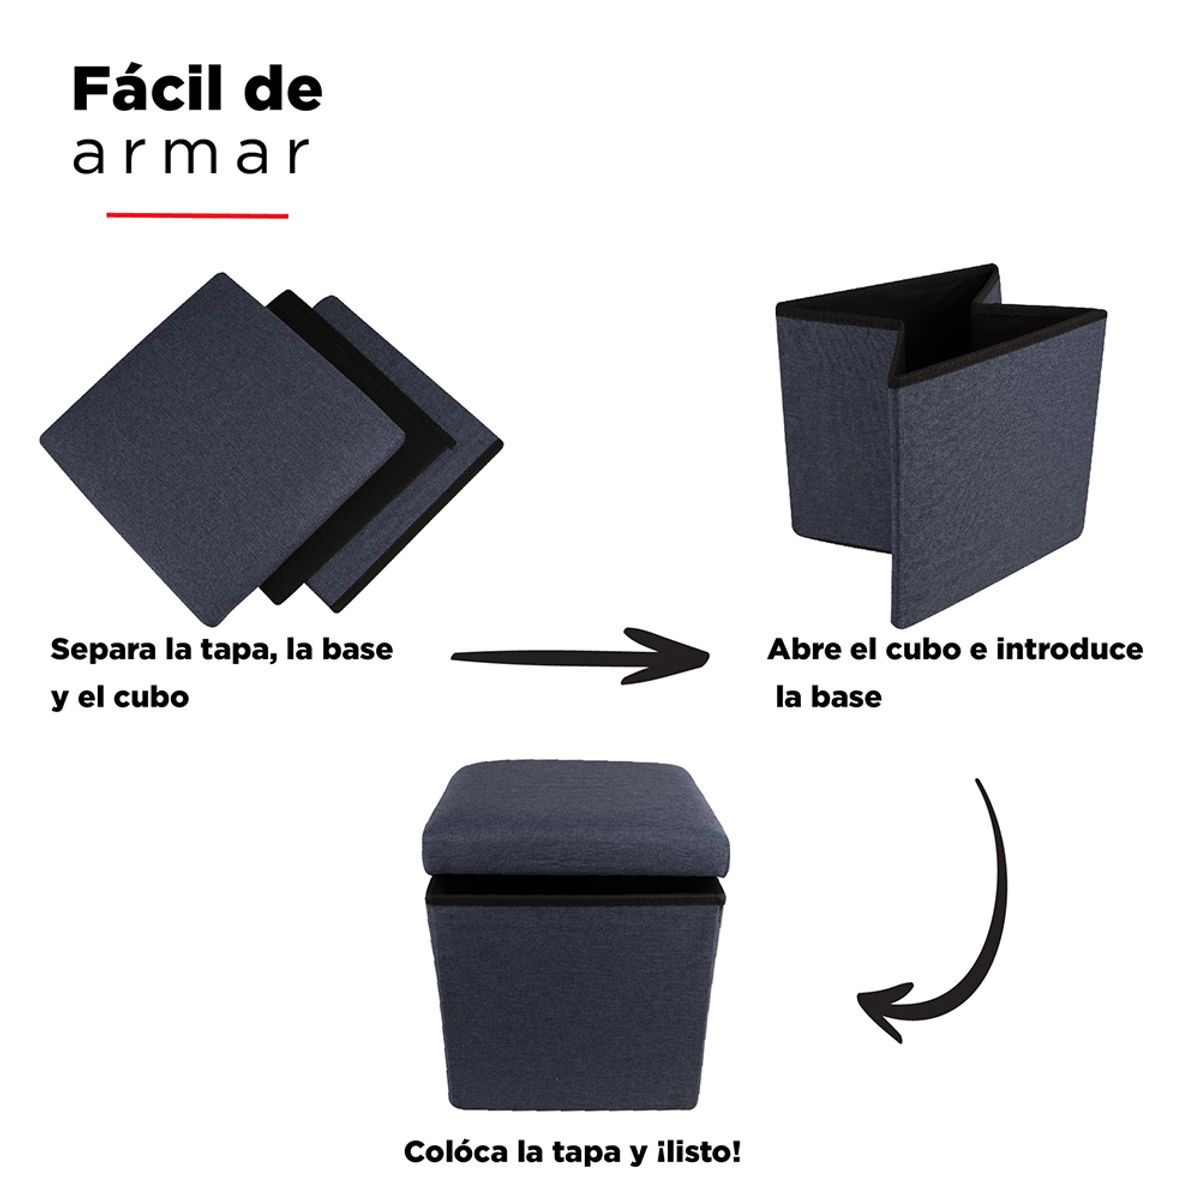 Fácil de
armar
Separa la tapa, la base
y el cubo
Abre el cubo e introduce
la base
Colóca la tapa y ¡listo!